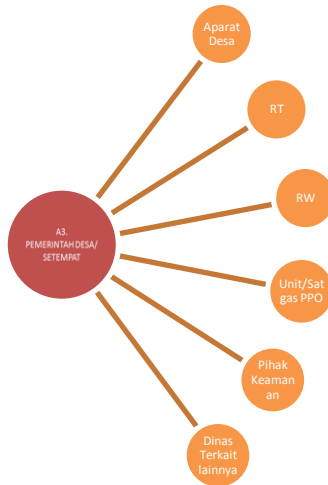 Aparat
Desa
RT
A3.
PEMERINTAH DESA/
SETEMPAT
RW
Unit/Sat
gas PPO
Pihak
Keaman
an
Dinas
Terkait
lainnya